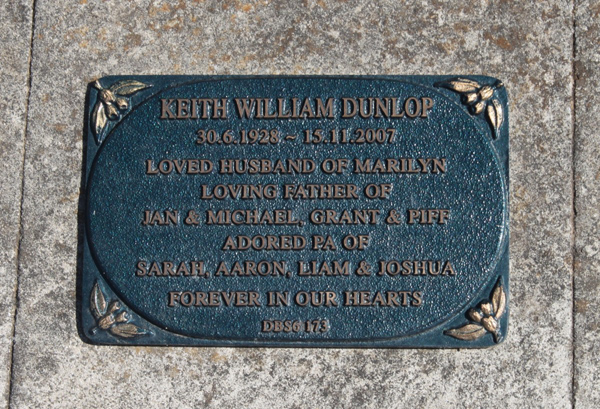 KEITH WILLIAM DUNLOP
30.6.1928 ~ 15.11.2007
LOVED HUSBAND OF MARILYN
LOVING FATHER OF
JAN & MICHAEL, GRANT & PIFF
ADORED PA OF
SARAH, AARON, LIAM & JOSHUA
FOREVER IN OUR HEARTS
DBS6 173